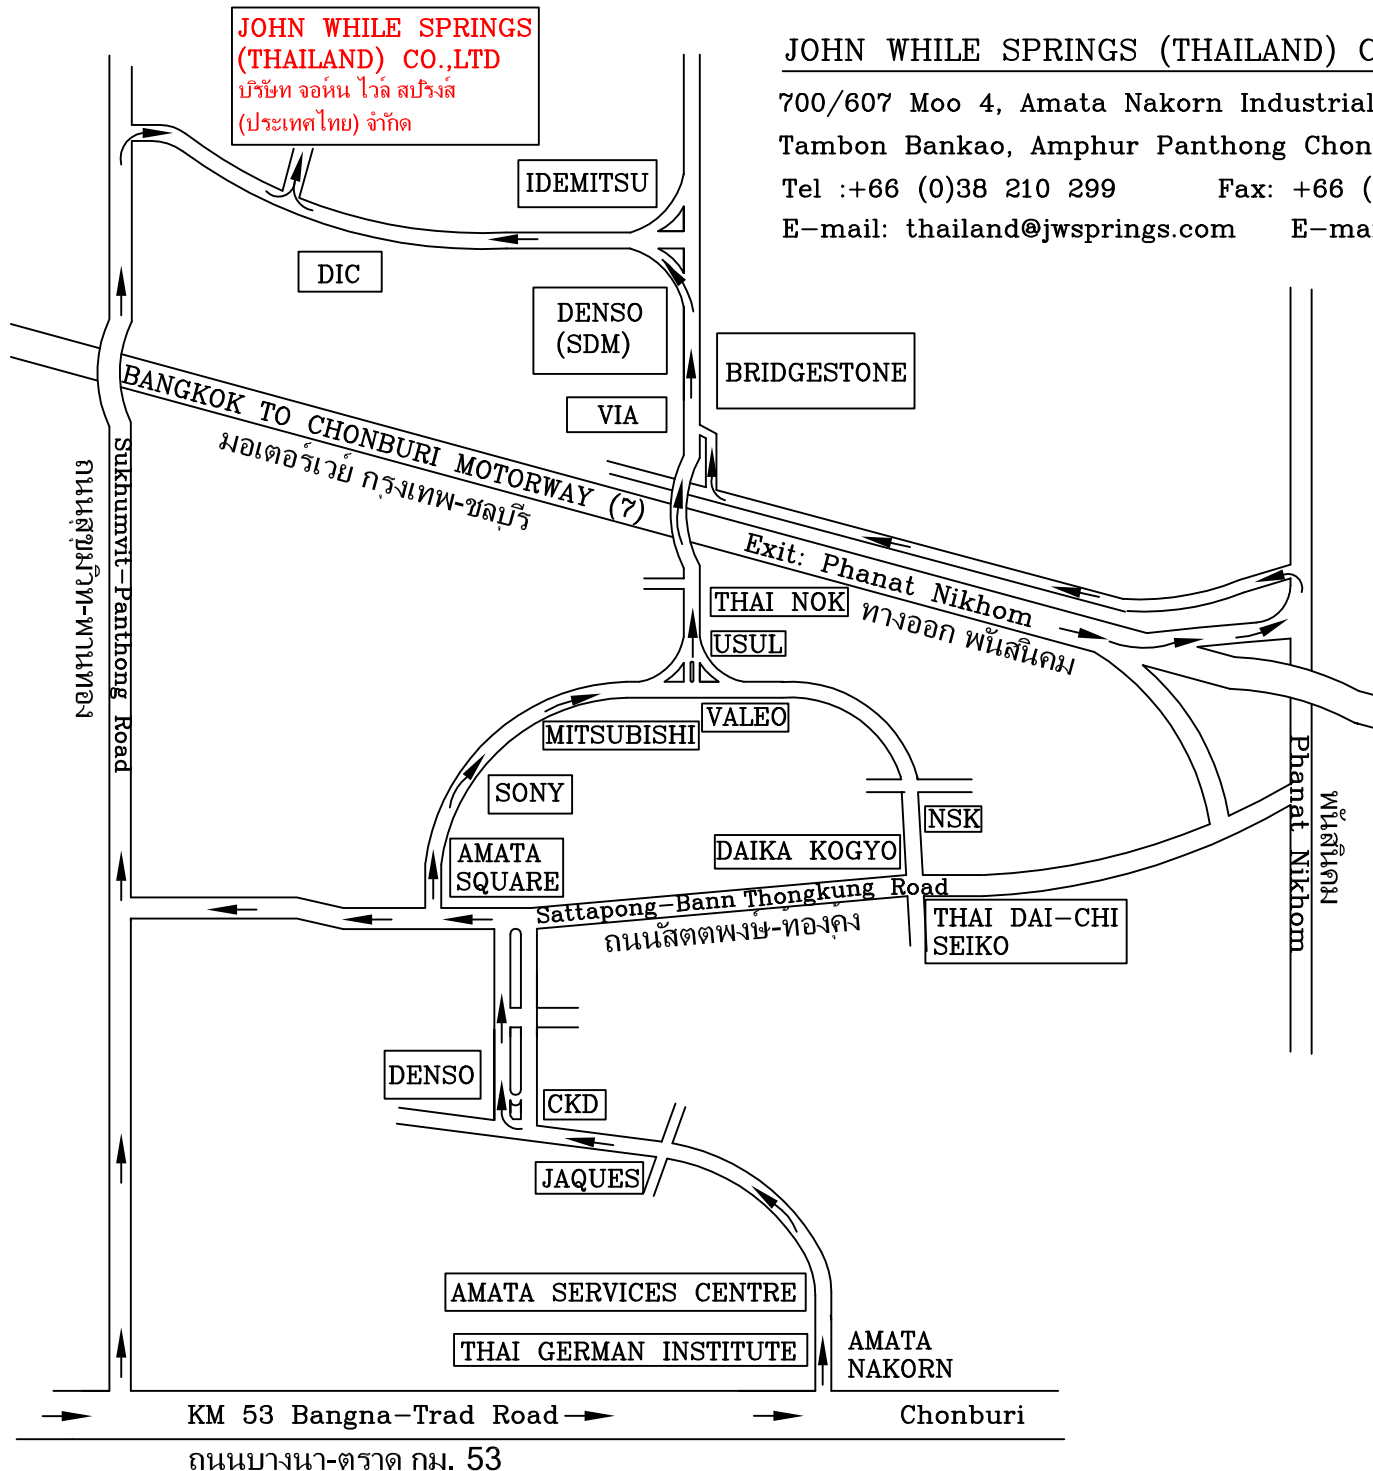 JOHN WHILE SPRINGS
(THAILAND) CO.,LTD
บริษัท จอห์น ไวล์ สปริงส์
(ประเทศไทย) จำกัด
JOHN WHILE SPRINGS (THAILAND) C
700/607 Moo 4, Amata Nakorn Industrial
Tambon Bankao, Amphur Panthong Chon
Tel :+66 (0)38 210 299 Fax: +66 (
E-mail: thailand@jwsprings.com E-mai
IDEMITSU
DIC
DENSO
(SDM)
BRIDGESTONE
VIA
BANGKOK TO CHONBURI MOTORWAY (7)
มอเตอร์เวย์ กรุงเทพ-ชลบุรี
Sukhumvit-Panthong Road
ถนนสุขุมวิท-พานทอง
Exit: Phanat Nikhom
ทางออก พนัสนิคม
THAI NOK
USUL
VALEO
MITSUBISHI
SONY
NSK
AMATA
SQUARE
DAIKA KOGYO
Sattapong-Bann Thongkung Road
ถนนสัตตพงษ์-ท้องคุ้ง
THAI DAI-CHI
SEIKO
Phanat Nikhom
พนัสนิคม
DENSO
CKD
JAQUES
AMATA SERVICES CENTRE
THAI GERMAN INSTITUTE
AMATA
NAKORN
KM 53 Bangna-Trad Road
Chonburi
ถนนบางนา-ตราด กม. 53